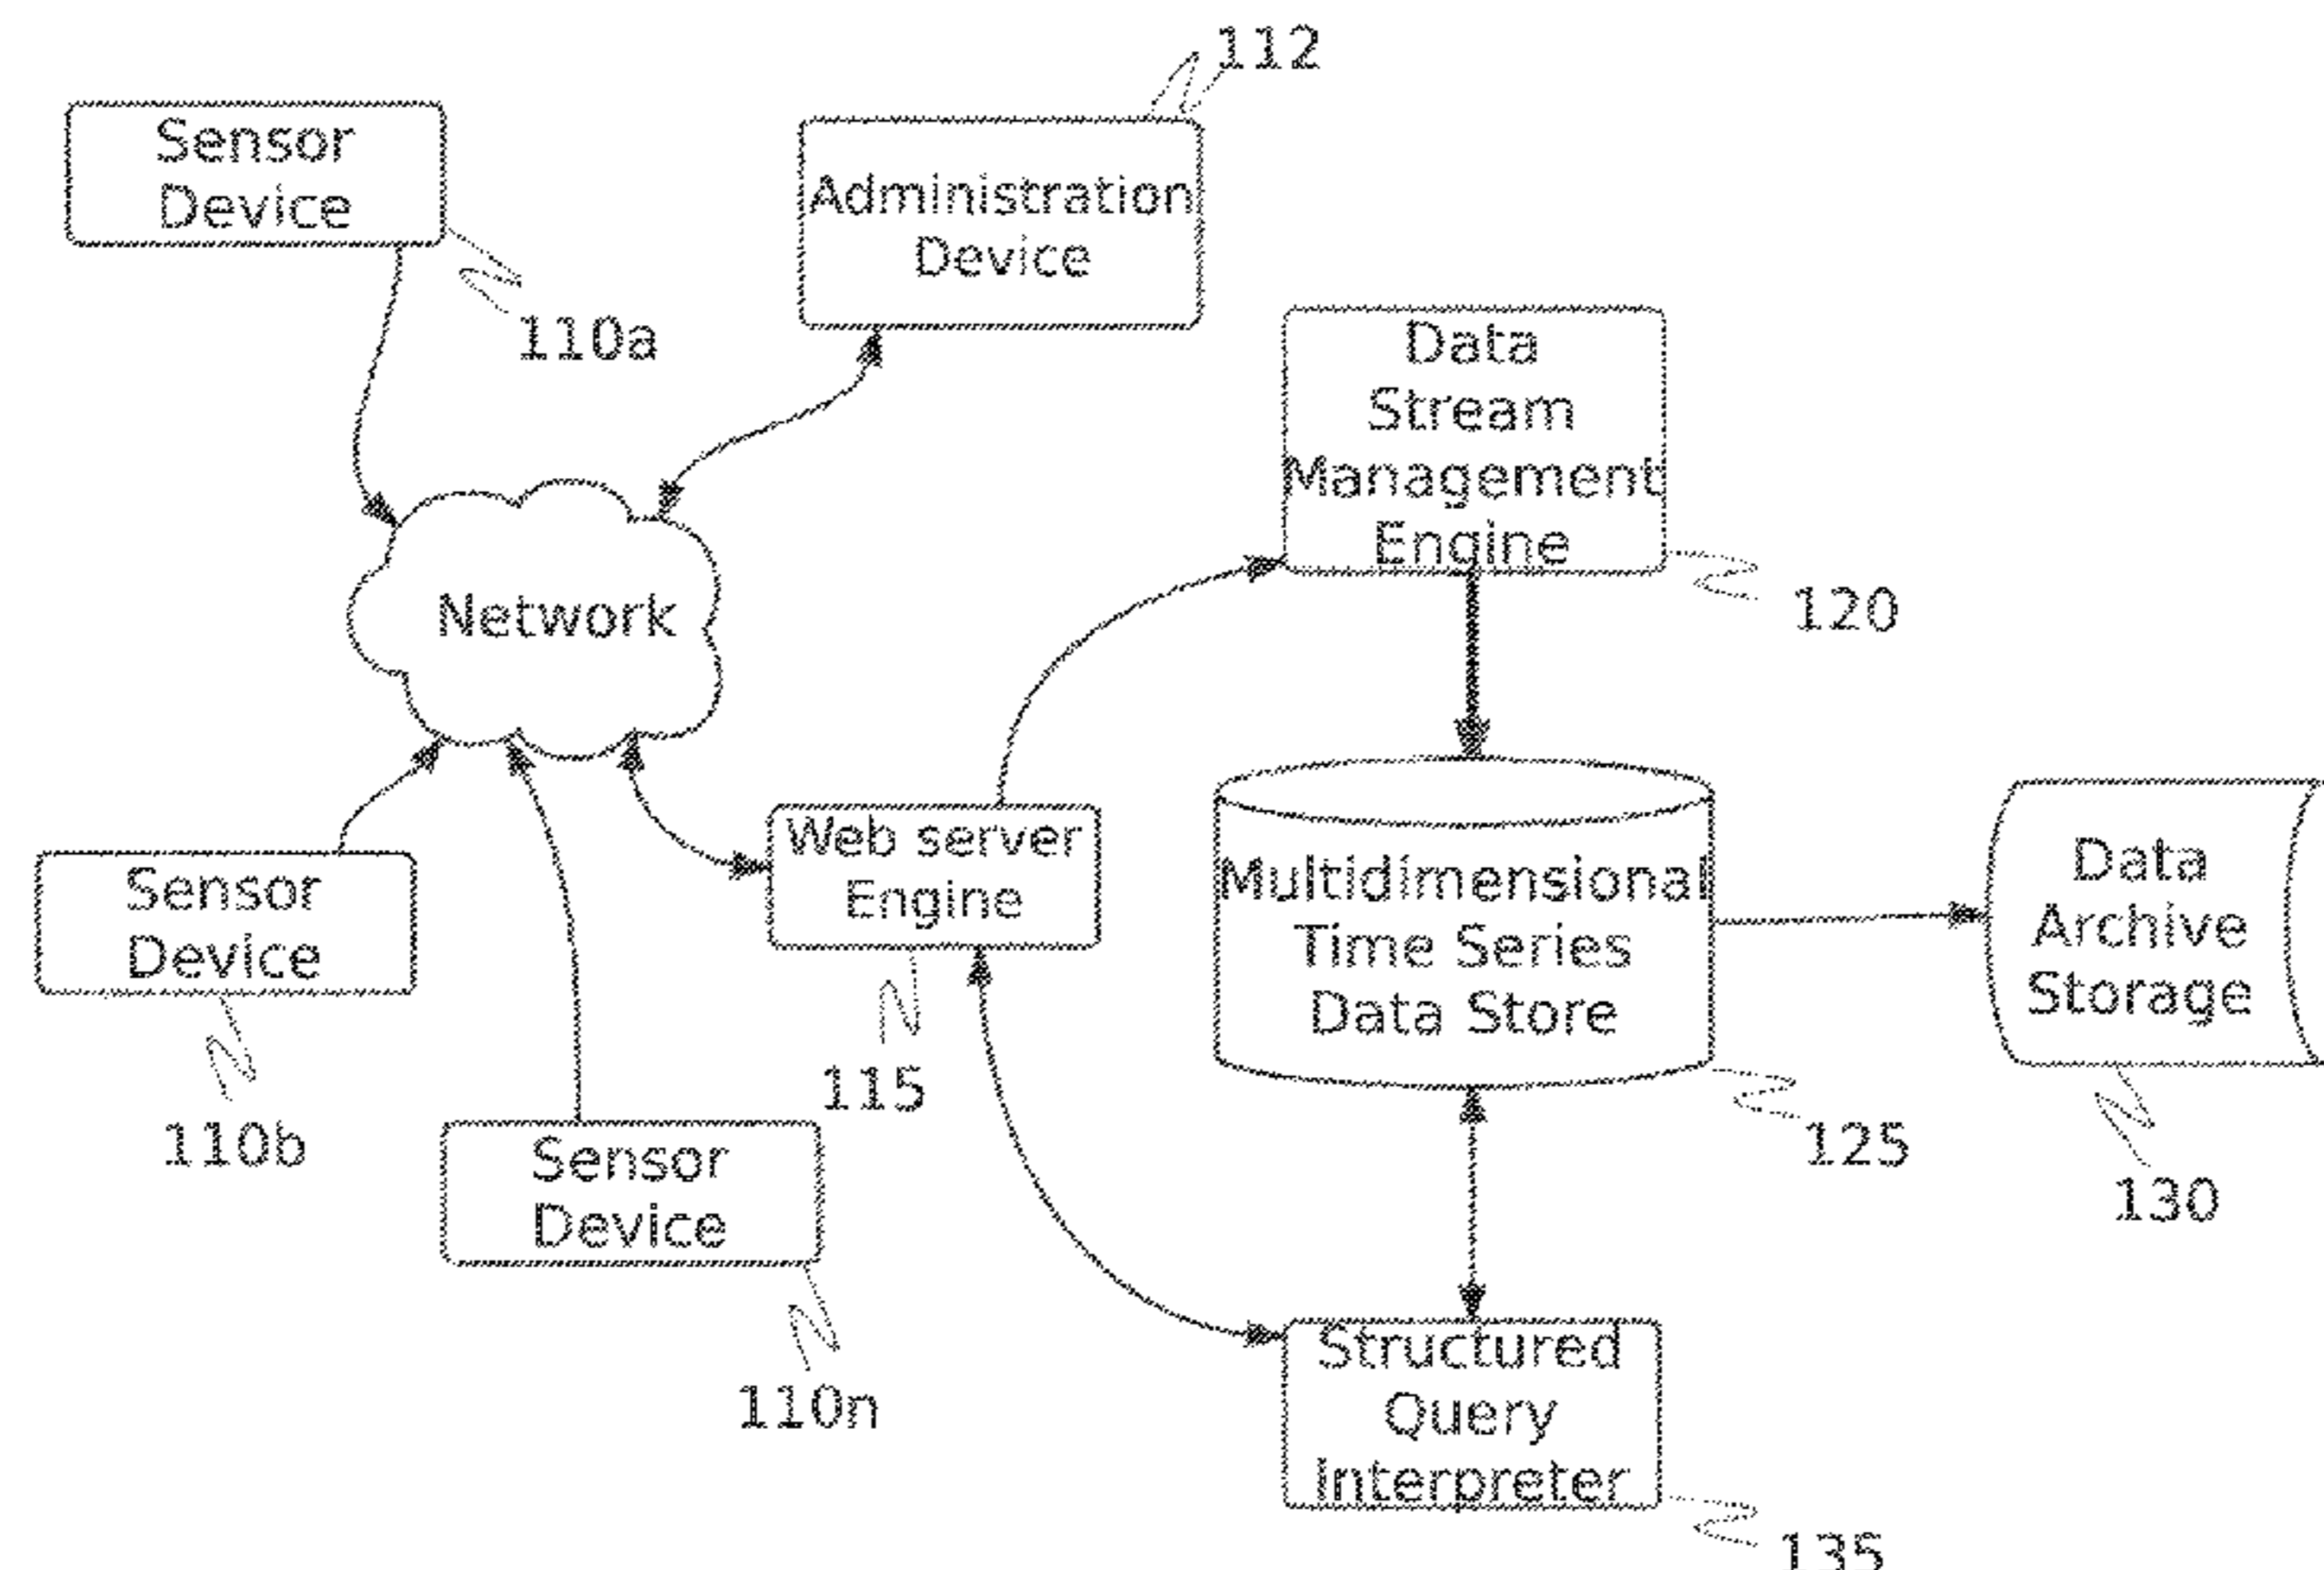 112
Sensor
Device
110a
Administration
Device
Data
Stream
Management
Engine
120
Network
Web server
Engine
115
Sensor
Device
110b
Multidimensional
Time Series
Data Store
125
Data
Archive
Storage
130
Sensor
Device
110n
Structured
Query
Interpreter
135